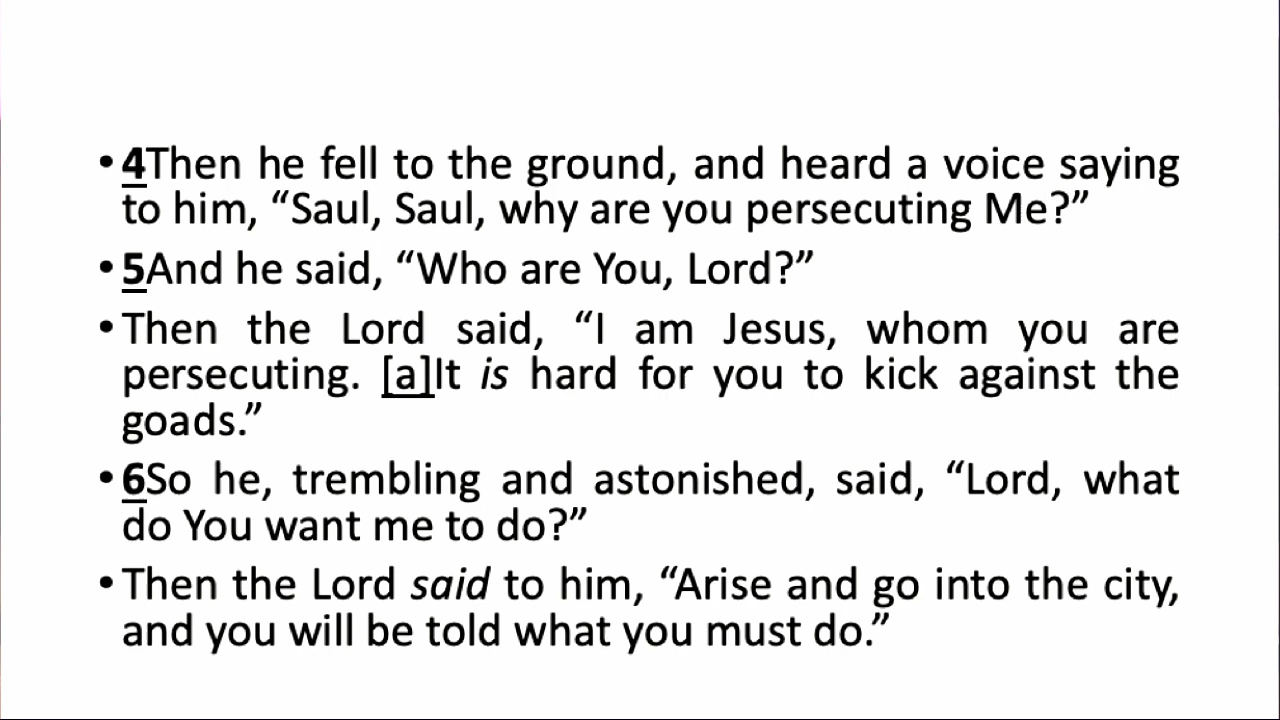 • 4Then he fell to the ground, and heard a voice saying
to him, “Saul, Saul, why are you persecuting Me?”
• 5And he said, “Who are You, Lord?”
• Then the Lord said, “I am Jesus, whom you are
persecuting. [a]It is hard for you to kick against the
goads.”
• 6So he, trembling and astonished, said, “Lord, what
do You want me to do?”
• Then the Lord said to him, “Arise and go into the city,
and you will be told what you must do.”